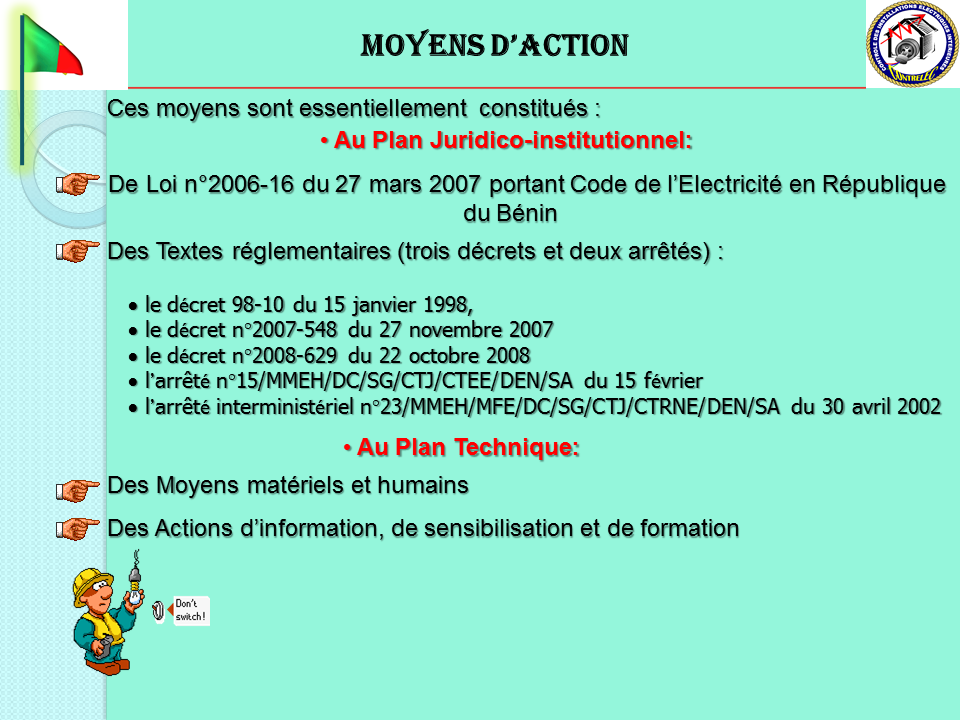 MOYENS D’ACTION
CONTROLE DES INSTALLATIONS ELECTRIQUES INTERIEURES
CONTRELEC
Ces moyens sont essentiellement constitués :
• Au Plan Juridico-institutionnel:
De Loi n°2006-16 du 27 mars 2007 portant Code de l’Electricité en République
du Bénin
Des Textes réglementaires (trois décrets et deux arrêtés) :
• le décret 98-10 du 15 janvier 1998,
• le décret n°2007-548 du 27 novembre 2007
• le décret n°2008-629 du 22 octobre 2008
• l’arrêté n°15/MMEH/DC/SG/CTJ/CTEE/DEN/SA du 15 février
• l’arrêté interministériel n°23/MMEH/MFE/DC/SG/CTJ/CTRNE/DEN/SA du 30 avril 2002
• Au Plan Technique:
Des Moyens matériels et humains
Des Actions d’information, de sensibilisation et de formation
Don't
switch!